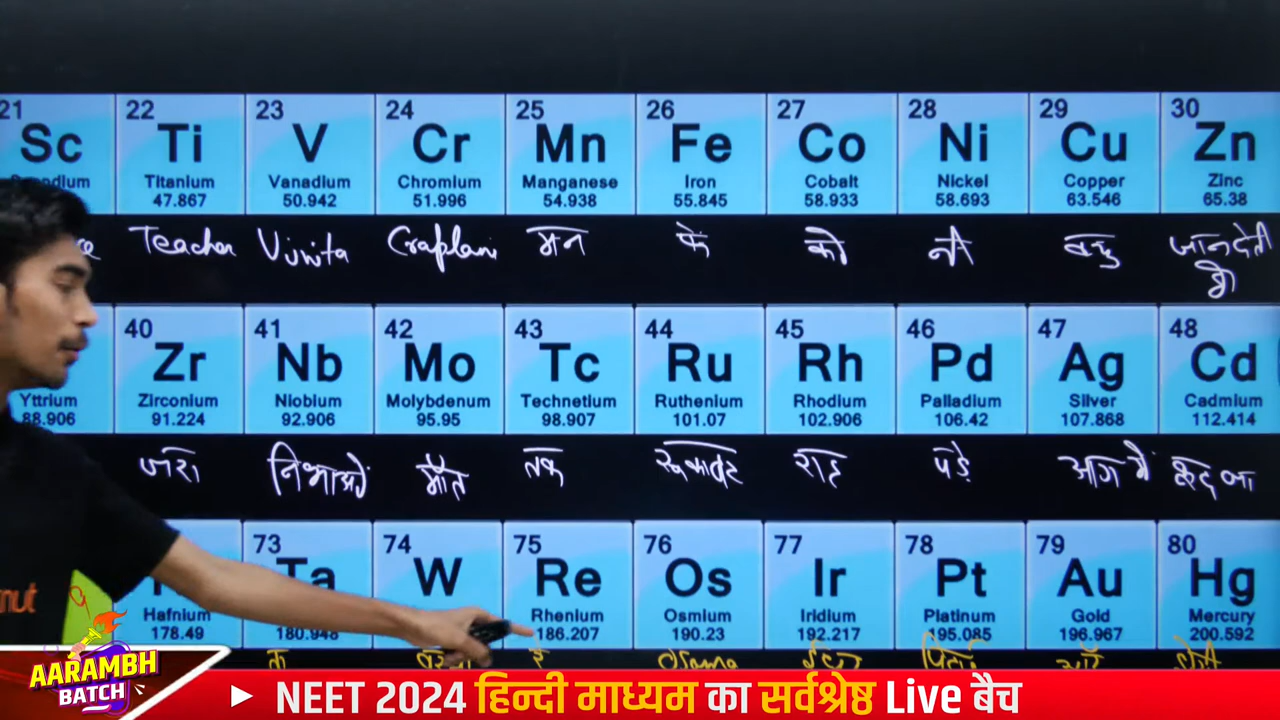 21 22 23 24 25 26 27 28 29 30
Sc Ti V Cr Mn Fe Co Ni Cu Zn
Titanium Vanadium Chromium Manganese Iron Cobalt Nickel Copper Zinc
47.867 50.942 51.996 54.938 55.845 58.933 58.693 63.546 65.38
Teacher Vinita मन के को नी जान देती
है
40 41 42 43 44 45 46 47 48
Zr Nb Mo Tc Ru Rh Pd Ag Cd
Yttrium Zirconium Niobium Molybdenum Technetium Ruthenium Rhodium Palladium Silver Cadmium
88.906 91.224 92.906 95.95 98.907 101.07 102.906 106.42 107.868 112.414
जरा निभाओ मौत तक रुकावट राह पड़े आग में कूद जा
73 74 75 76 77 78 79 80
Ta W Re Os Ir Pt Au Hg
Hafnium Rhenium Osmium Iridium Platinum Gold Mercury
178.49 180.948 186.207 190.23 192.217 195.085 196.967 200.592
Osama
AARAMBH
BATCH
NEET 2024 हिन्दी माध्यम का सर्वश्रेष्ठ Live बैच